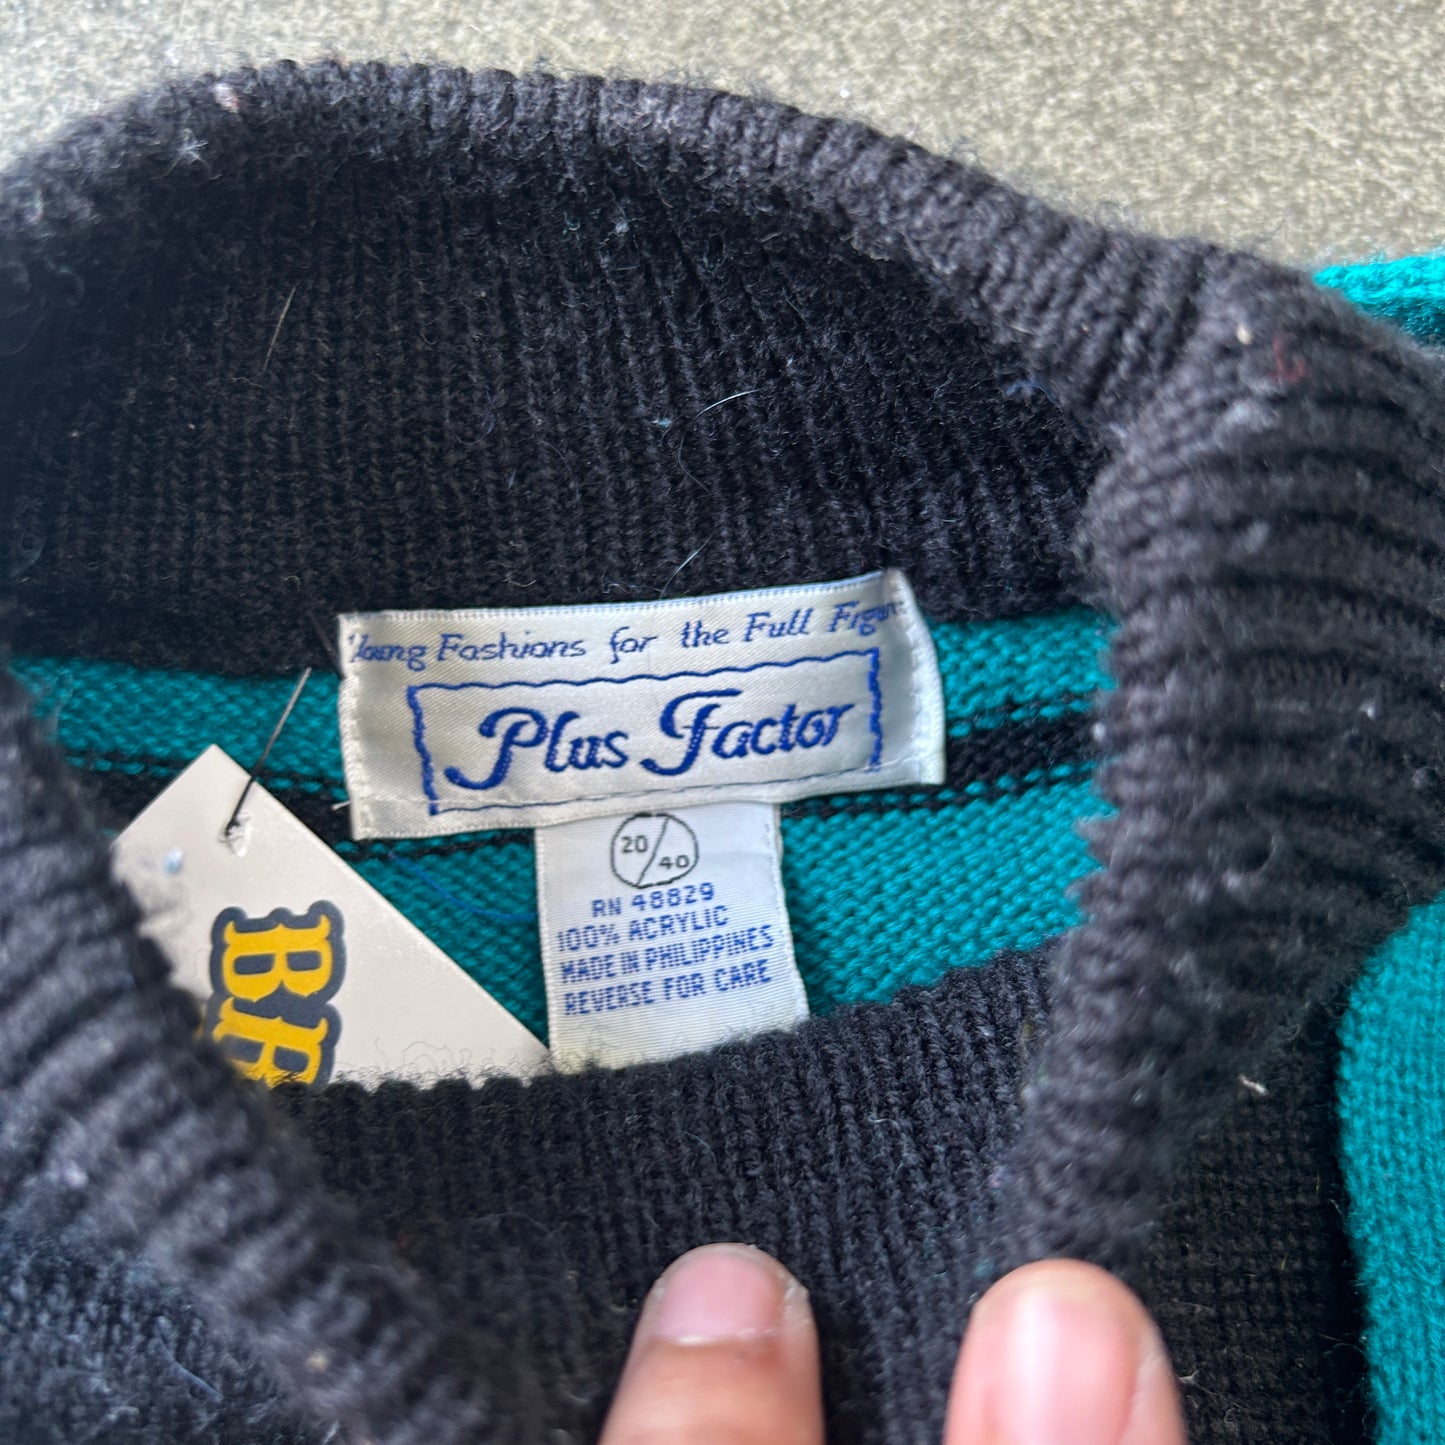 Young Fashions for the Full Figure
Plus Factor
20/40
RN 48829
100% ACRYLIC
MADE IN PHILIPPINES
REVERSE FOR CARE
BR